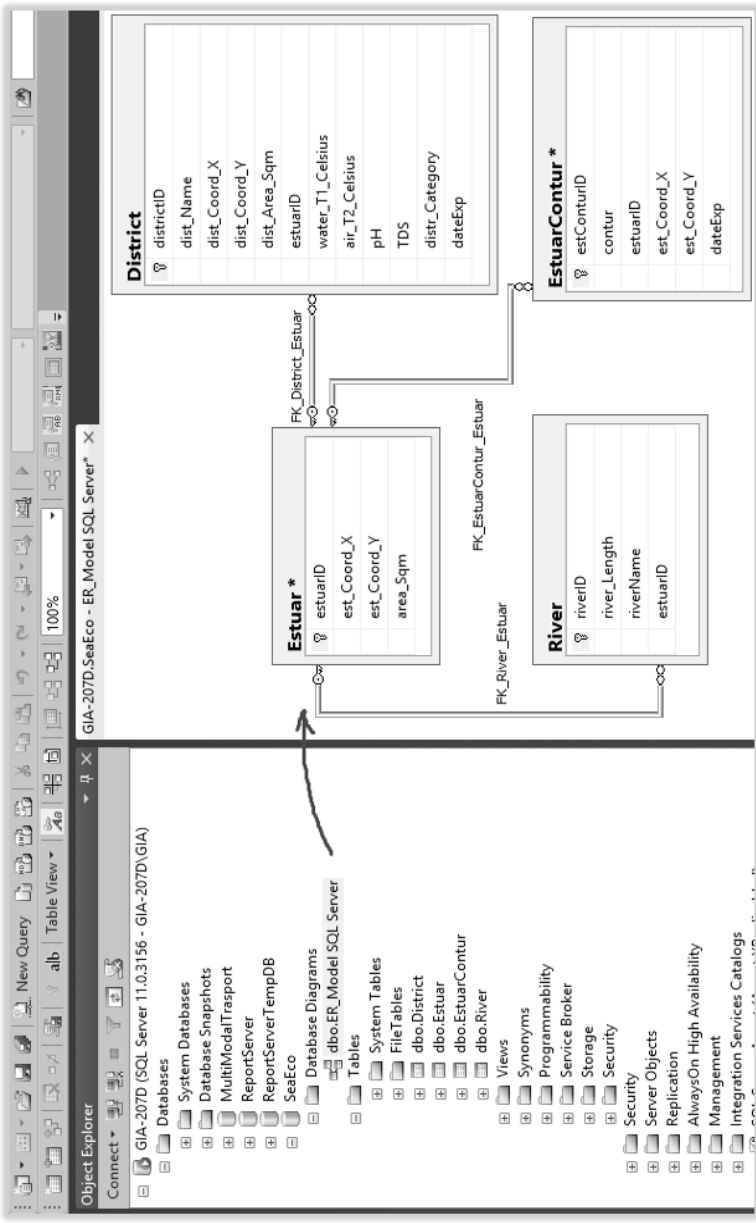 New Query
alb
Table View
Aa
100%
Object Explorer
Connect
GIA-207D (SQL Server 11.0.3156 - GIA-207D\GIA)
Databases
System Databases
Database Snapshots
MultiModalTrasport
ReportServer
ReportServerTempDB
SeaEco
Database Diagrams
dbo.ER_Model SQL Server
Tables
System Tables
FileTables
dbo.District
dbo.Estuar
dbo.EstuarContur
dbo.River
Views
Synonyms
Programmability
Service Broker
Storage
Security
Security
Server Objects
Replication
AlwaysOn High Availability
Management
Integration Services Catalogs
GIA-207D.SeaEco - ER_Model SQL Server*
Estuar *
estuarID
est_Coord_X
est_Coord_Y
area_Sqm
FK_District_Estuar
District
districtID
dist_Name
dist_Coord_X
dist_Coord_Y
dist_Area_Sqm
estuarID
water_T1_Celsius
air_T2_Celsius
pH
TDS
distr_Category
dateExp
FK_River_Estuar
FK_EstuarContur_Estuar
River
riverID
river_Length
riverName
estuarID
EstuarContur *
estConturID
contur
estuarID
est_Coord_X
est_Coord_Y
dateExp